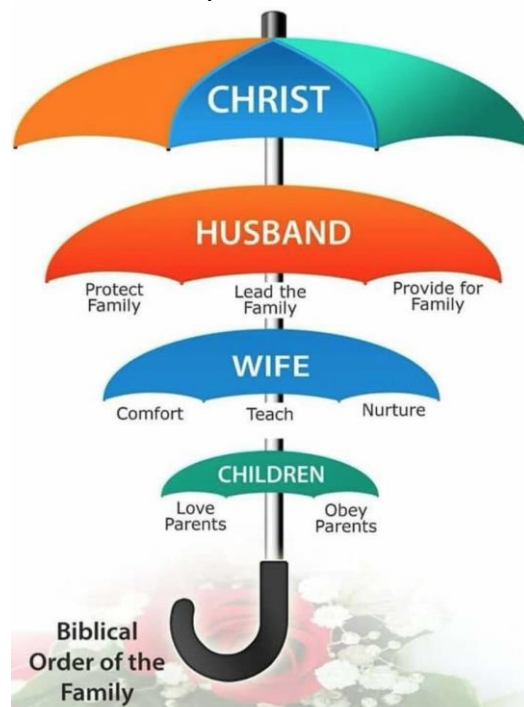 CHRIST
HUSBAND
Protect
Family
Lead the
Family
Provide for
Family
WIFE
Comfort
Teach
Nurture
CHILDREN
Love
Parents
Obey
Parents
Biblical
Order of the
Family